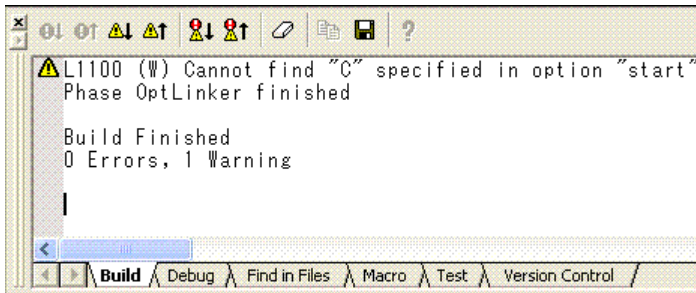 L1100 (W) Cannot find "C" specified in option "start"
Phase OptLinker finished
Build Finished
0 Errors, 1 Warning
Build Debug Find in Files Macro Test Version Control